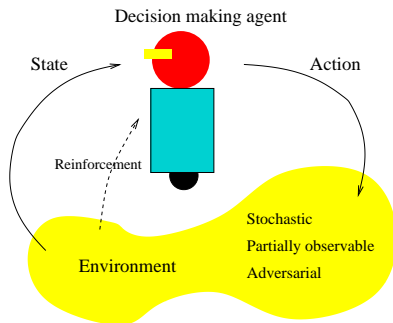 Decision making agent
State
Action
Reinforcement
Stochastic
Partially observable
Environment
Adversarial